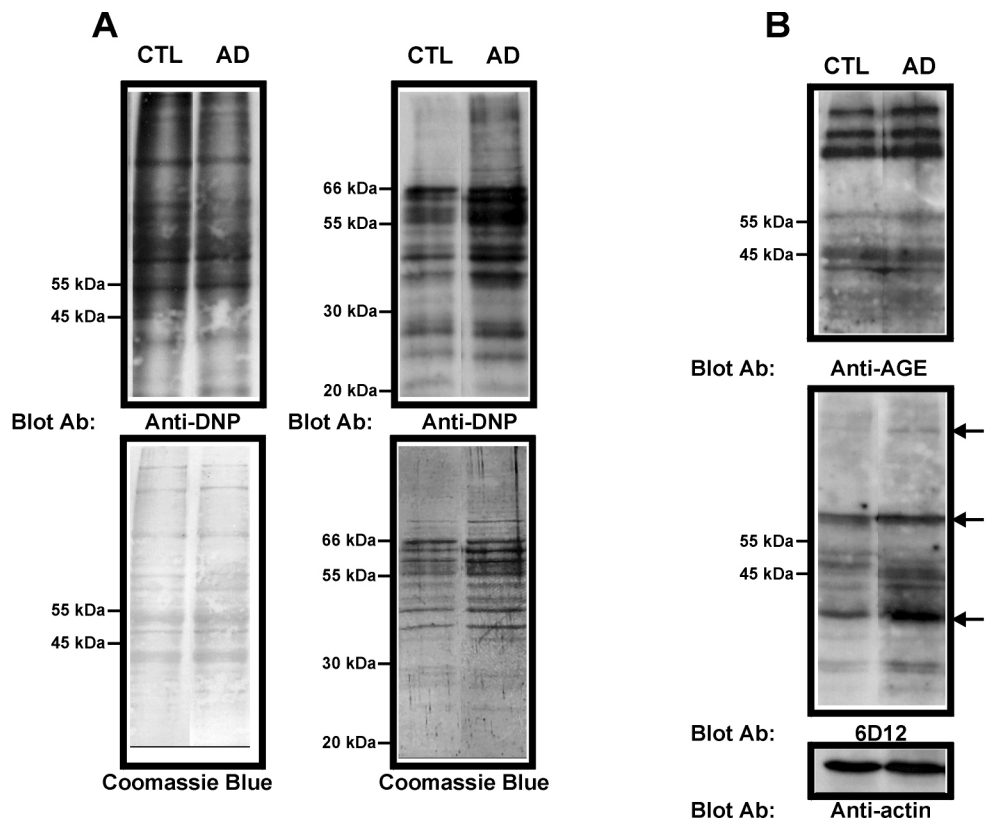 A
CTL AD
55 kDa
45 kDa
Blot Ab: Anti-DNP
55 kDa
45 kDa
Coomassie Blue
CTL AD
66 kDa
55 kDa
30 kDa
20 kDa
Blot Ab: Anti-DNP
66 kDa
55 kDa
30 kDa
20 kDa
Coomassie Blue
B
CTL AD
55 kDa
45 kDa
Blot Ab: Anti-AGE
55 kDa
45 kDa
Blot Ab: 6D12
Blot Ab: Anti-actin